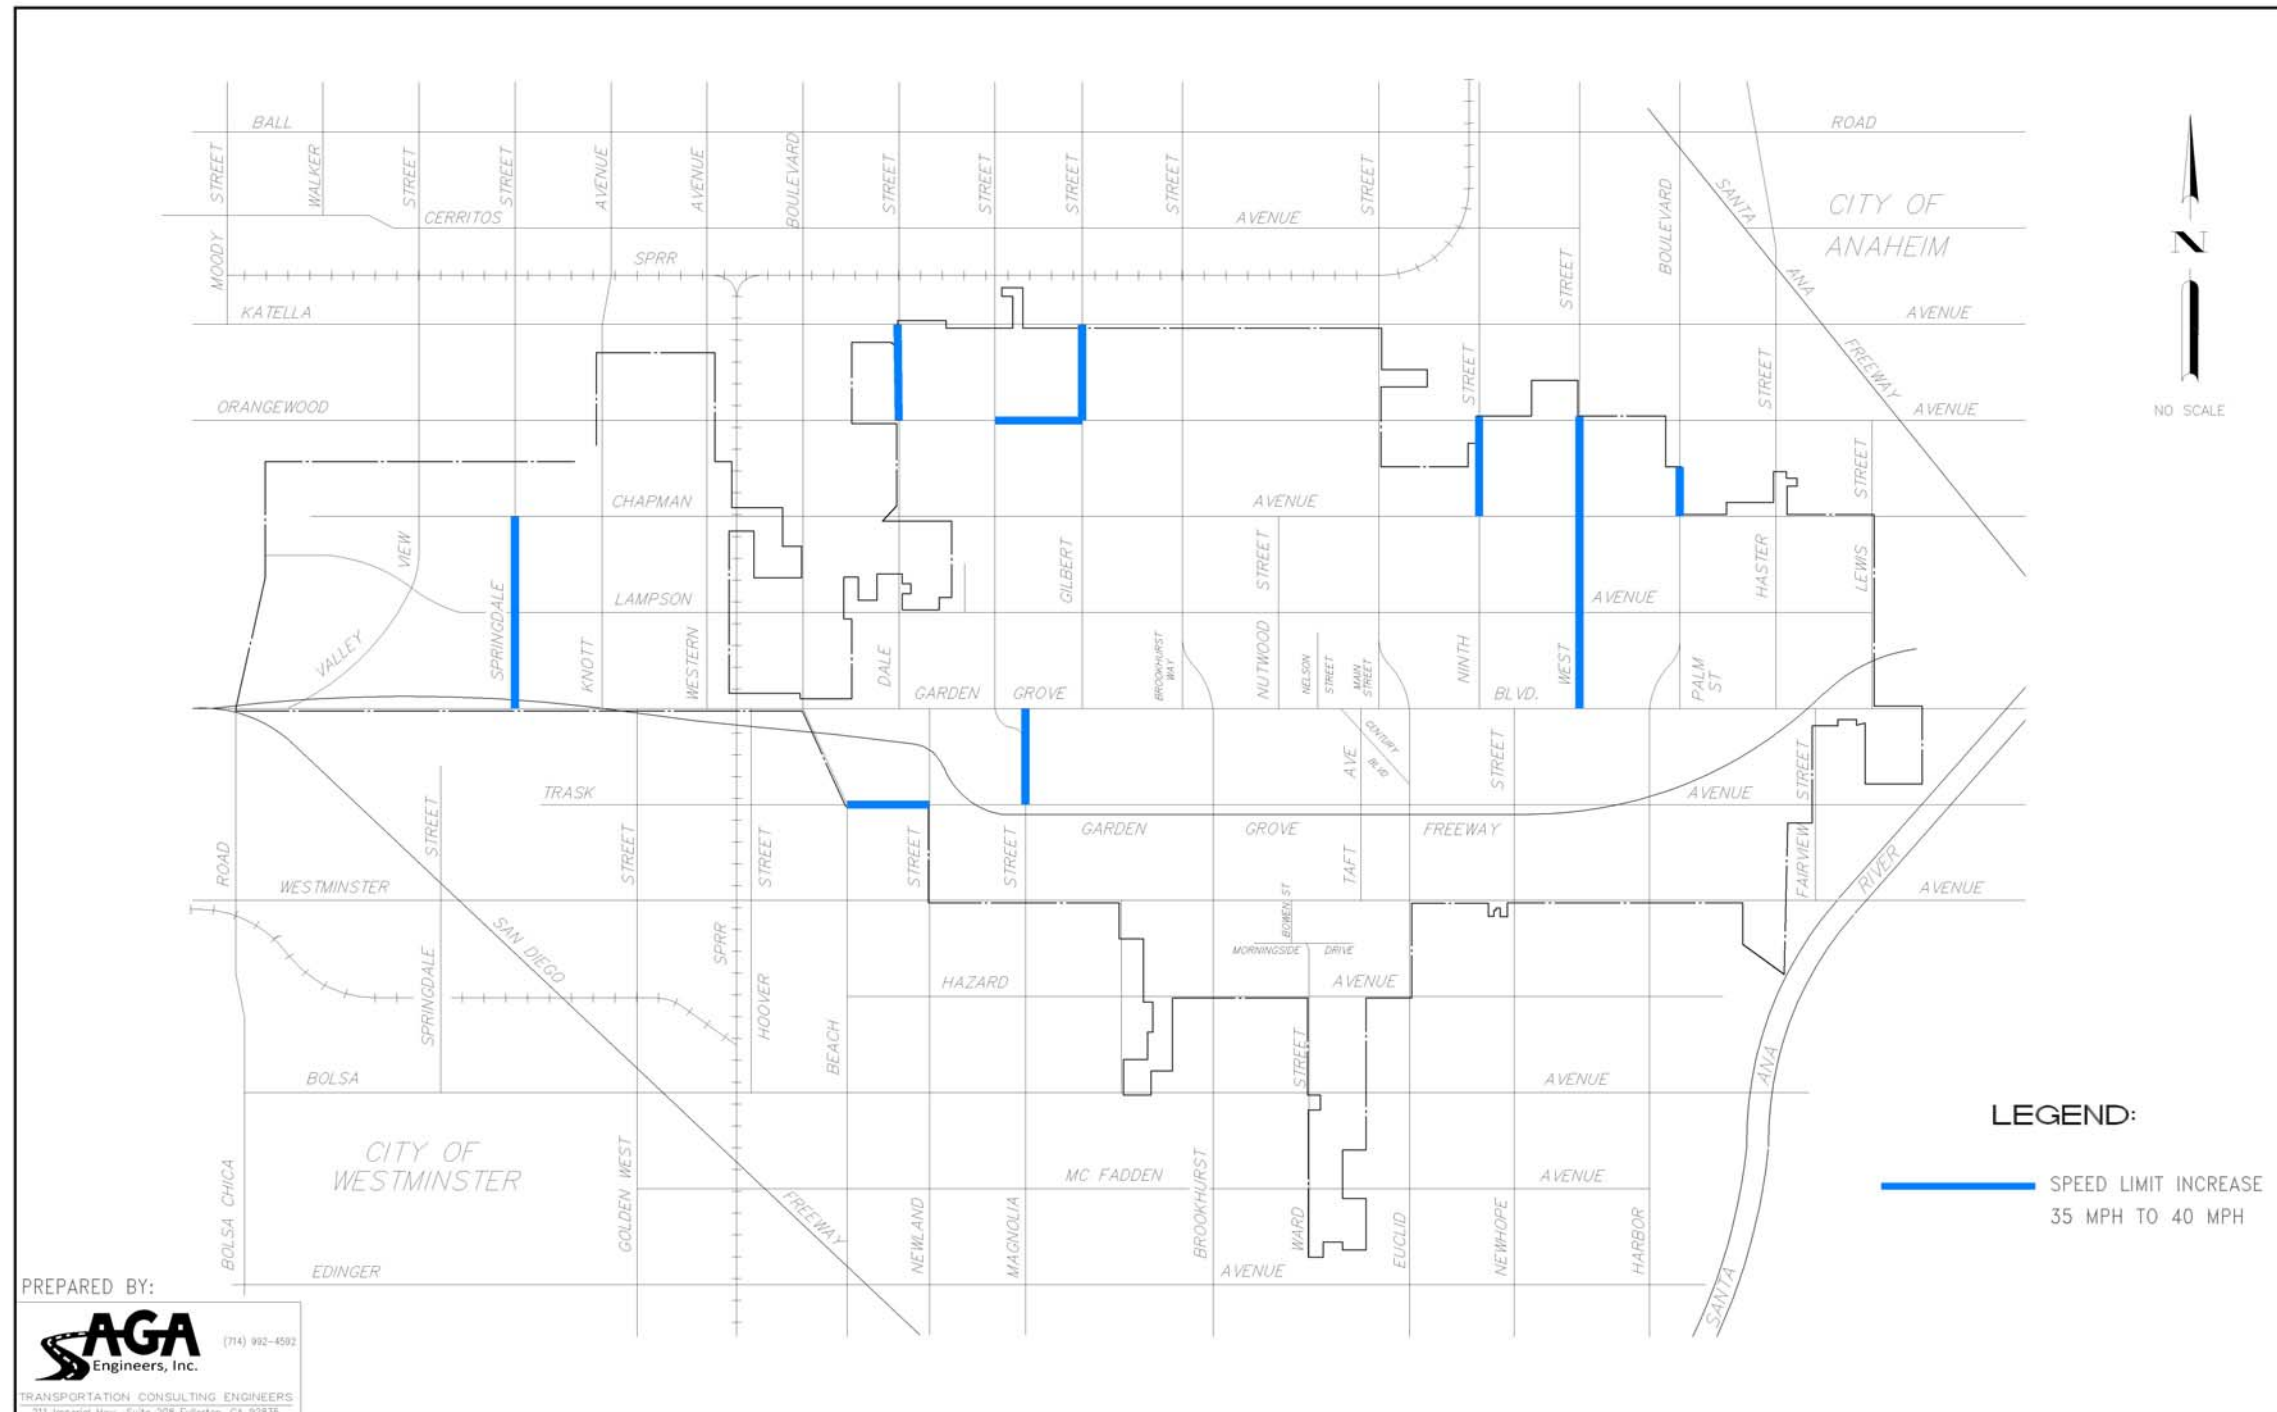 BALL
ROAD
STREET
WALKER
STREET
STREET
AVENUE
AVENUE
BOULEVARD
STREET
STREET
STREET
STREET
STREET
BOULEVARD
SANTA
CITY OF
ANAHEIM
CERRITOS
AVENUE
MOODY
SPRR
STREET
ANA
N
KATELLA
AVENUE
STREET
STREET
FREEWAY
ORANGEWOOD
AVENUE
NO SCALE
STREET
CHAPMAN
AVENUE
VIEW
GILBERT
STREET
HASTER
LEWIS
SPRINGDALE
LAMPSON
AVENUE
VALLEY
KNOTT
WESTERN
DALE
BROOKHURST
WAY
NUTWOOD
NELSON
STREET
MAIN
STREET
NINTH
WEST
PALM
ST
GARDEN
GROVE
BLVD.
CENTURY
BLVD
AVE
STREET
STREET
TRASK
AVENUE
STREET
STREET
STREET
STREET
STREET
GARDEN
GROVE
FREEWAY
ROAD
TAFT
FAIRVIEW
RIVER
WESTMINSTER
AVENUE
BOWEN ST
SAN DIEGO
SPRR
MORNINGSIDE
DRIVE
SPRINGDALE
HOOVER
HAZARD
AVENUE
BEACH
STREET
ANA
BOLSA
AVENUE
LEGEND:
CITY OF
WESTMINSTER
BOLSA CHICA
GOLDEN WEST
MC FADDEN
AVENUE
SPEED LIMIT INCREASE
35 MPH TO 40 MPH
FREEWAY
NEWLAND
MAGNOLIA
BROOKHURST
WARD
EUCLID
NEWHOPE
HARBOR
EDINGER
AVENUE
SANTA
PREPARED BY:
AGA
(714) 992-4592
Engineers, Inc.
TRANSPORTATION CONSULTING ENGINEERS